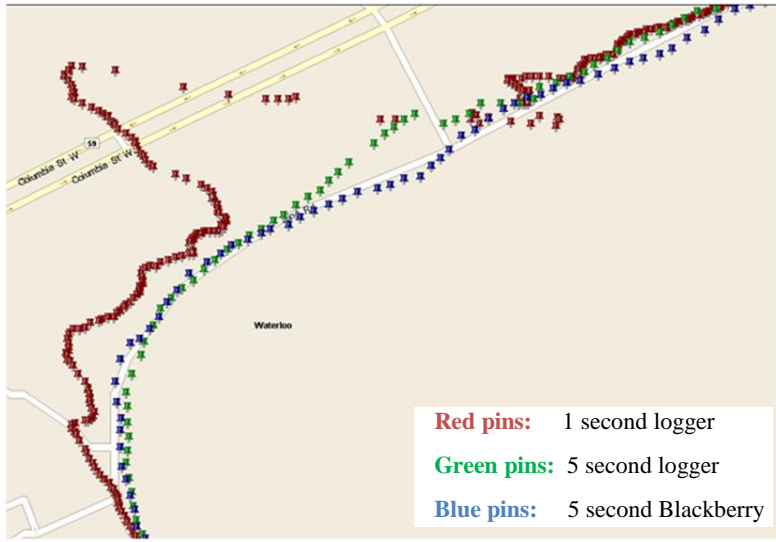 59
Columbia St W
Columbia St W
Waterloo
Red pins: 1 second logger
Green pins: 5 second logger
Blue pins: 5 second Blackberry